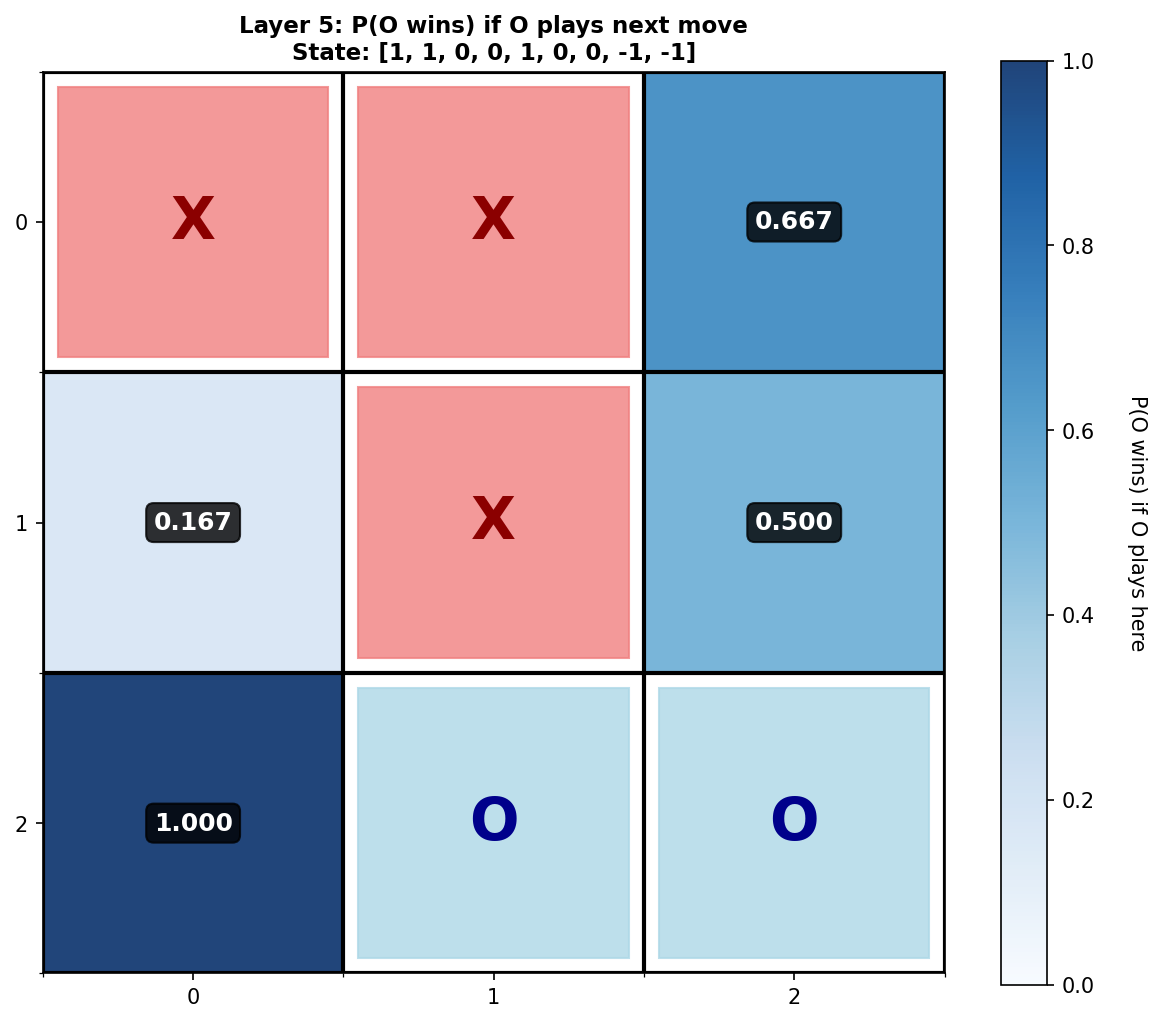 Layer 5: P(O wins) if O plays next move
State: [1, 1, 0, 0, 1, 0, 0, -1, -1]
0
X
X
0.667
1
0.167
X
0.500
2
1.000
O
O
0
1
2
1.0
0.8
0.6
0.4
0.2
0.0
P(O wins) if O plays here